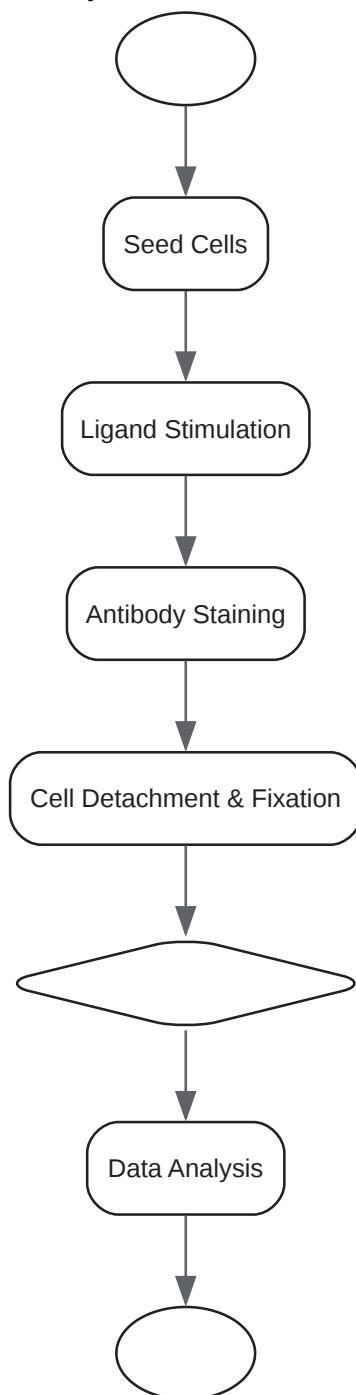 Seed Cells
Ligand Stimulation
Antibody Staining
Cell Detachment & Fixation
Data Analysis